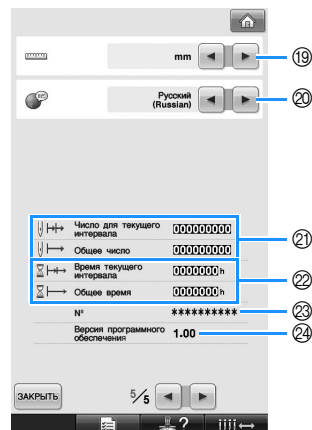 mm
⑲
Русский
(Russian)
⑳
Число для текущего
интервала
000000000
Общее число
000000000
㉑
Время текущего
интервала
0000000h
Общее время
0000000h
㉒
N°
**********
㉓
Версия программного
обеспечения
1.00
㉔
ЗАКРЫТЬ
5/5
?